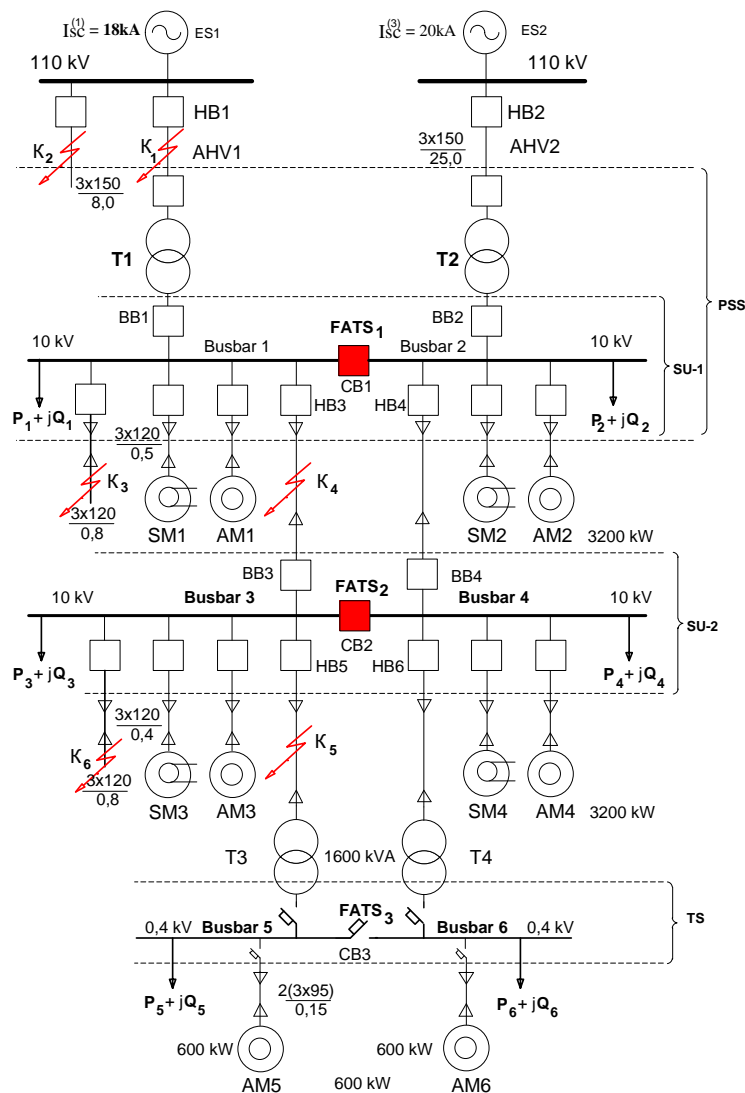 I(1)sc = 18kA
ES1
I(3)sc = 20kA
ES2
110 kV
110 kV
HB1
HB2
K2
K1
AHV1
3x150
25,0
AHV2
3x150
8,0
T1
T2
PSS
BB1
BB2
FATS1
10 kV
Busbar 1
Busbar 2
10 kV
SU-1
CB1
HB3
HB4
P1 + jQ1
P2 + jQ2
3x120
0,5
K3
K4
3x120
0,8
SM1
AM1
SM2
AM2
3200 kW
BB3
BB4
FATS2
10 kV
Busbar 3
Busbar 4
10 kV
SU-2
CB2
HB5
HB6
P3 + jQ3
P4 + jQ4
3x120
0,4
K6
K5
3x120
0,8
SM3
AM3
SM4
AM4
3200 kW
T3
1600 kVA
T4
FATS3
0,4 kV
Busbar 5
Busbar 6
0,4 kV
TS
CB3
2(3x95)
0,15
P5 + jQ5
P6 + jQ6
600 kW
600 kW
AM5
600 kW
AM6